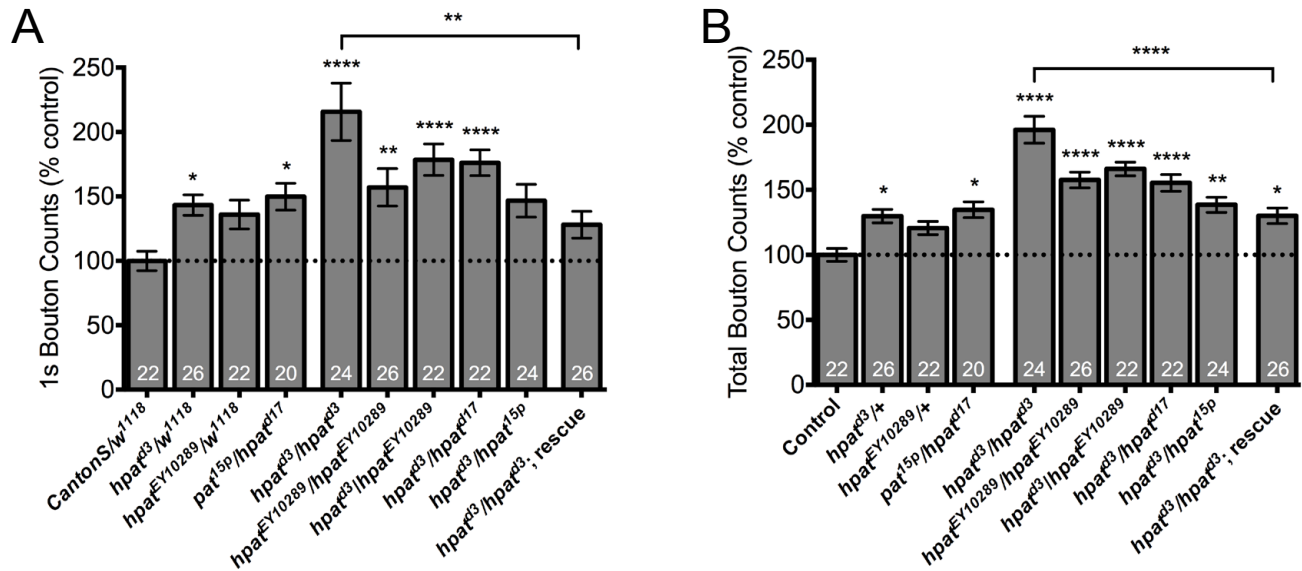 A
**
1s Bouton Counts (% control)
250
200
150
100
50
0
*
*
****
**
****
****
22 26 22 20 24 26 22 22 24 26
CantonS/w1118
hpatd3/w1118
hpatEY10289/w1118
pat15p/hpatd17
hpatd3/hpatd3
hpatEY10289/hpatEY10289
hpatd3/hpatEY10289
hpatd3/hpatd17
hpatd3/hpat15p
hpatd3/hpatd3; rescue
B
****
Total Bouton Counts (% control)
250
200
150
100
50
0
*
*
****
****
****
****
**
*
22 26 22 20 24 26 22 22 24 26
Control
hpatd3/+
hpatEY10289/+
pat15p/hpatd17
hpatd3/hpatd3
hpatEY10289/hpatEY10289
hpatd3/hpatEY10289
hpatd3/hpatd17
hpatd3/hpat15p
hpatd3/hpatd3; rescue